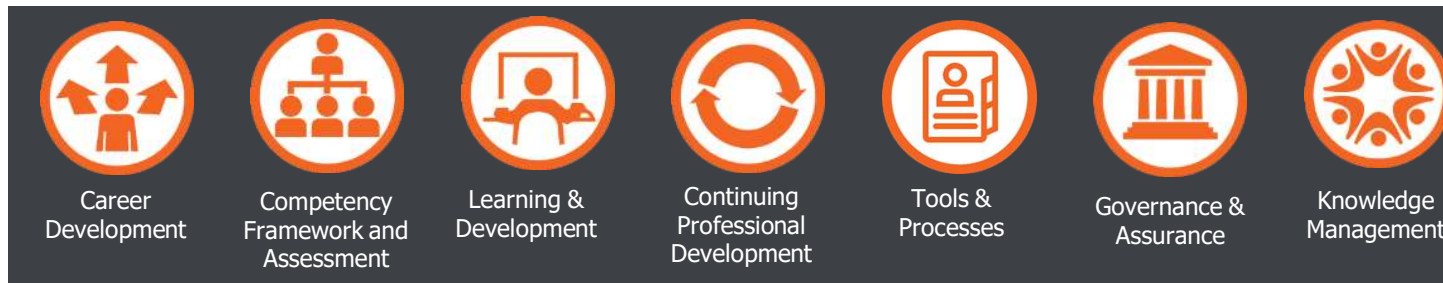 Career
Development
Competency
Framework and
Assessment
Learning &
Development
Continuing
Professional
Development
Tools &
Processes
Governance &
Assurance
Knowledge
Management